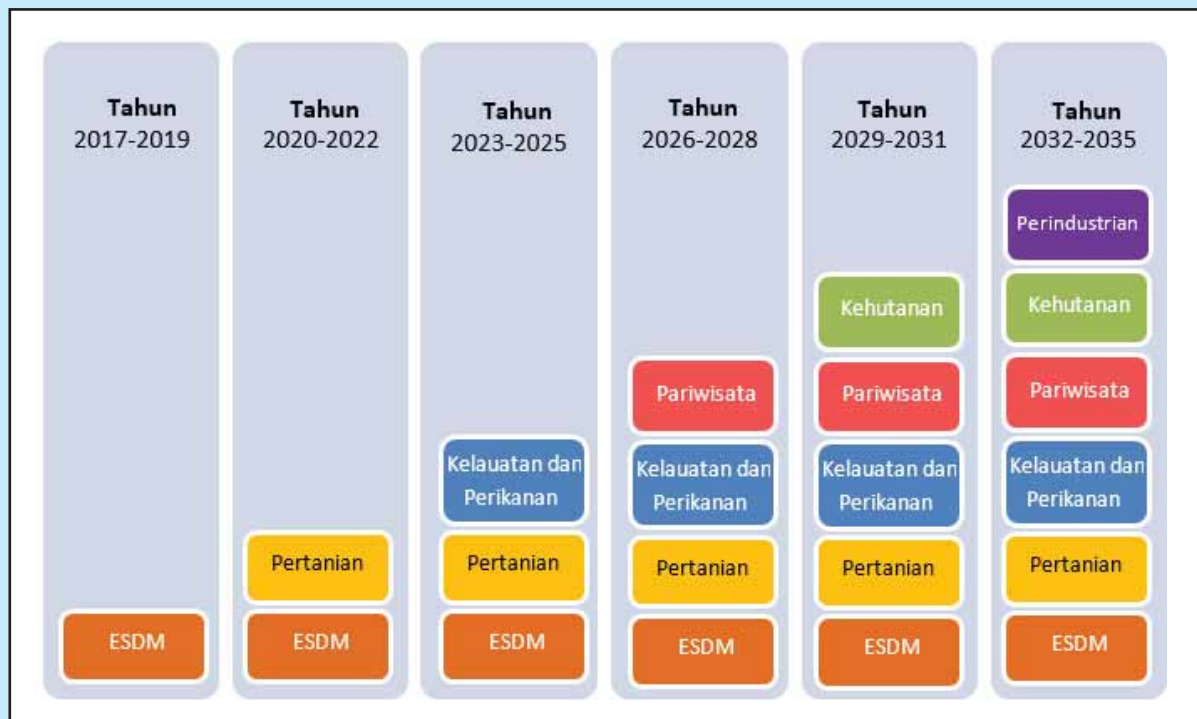 Tahun
2017-2019
ESDM
Tahun
2020-2022
Pertanian
ESDM
Tahun
2023-2025
Kelauatan dan
Perikanan
Pertanian
ESDM
Tahun
2026-2028
Pariwisata
Kelauatan dan
Perikanan
Pertanian
ESDM
Tahun
2029-2031
Kehutanan
Pariwisata
Kelauatan dan
Perikanan
Pertanian
ESDM
Tahun
2032-2035
Perindustrian
Kehutanan
Pariwisata
Kelauatan dan
Perikanan
Pertanian
ESDM